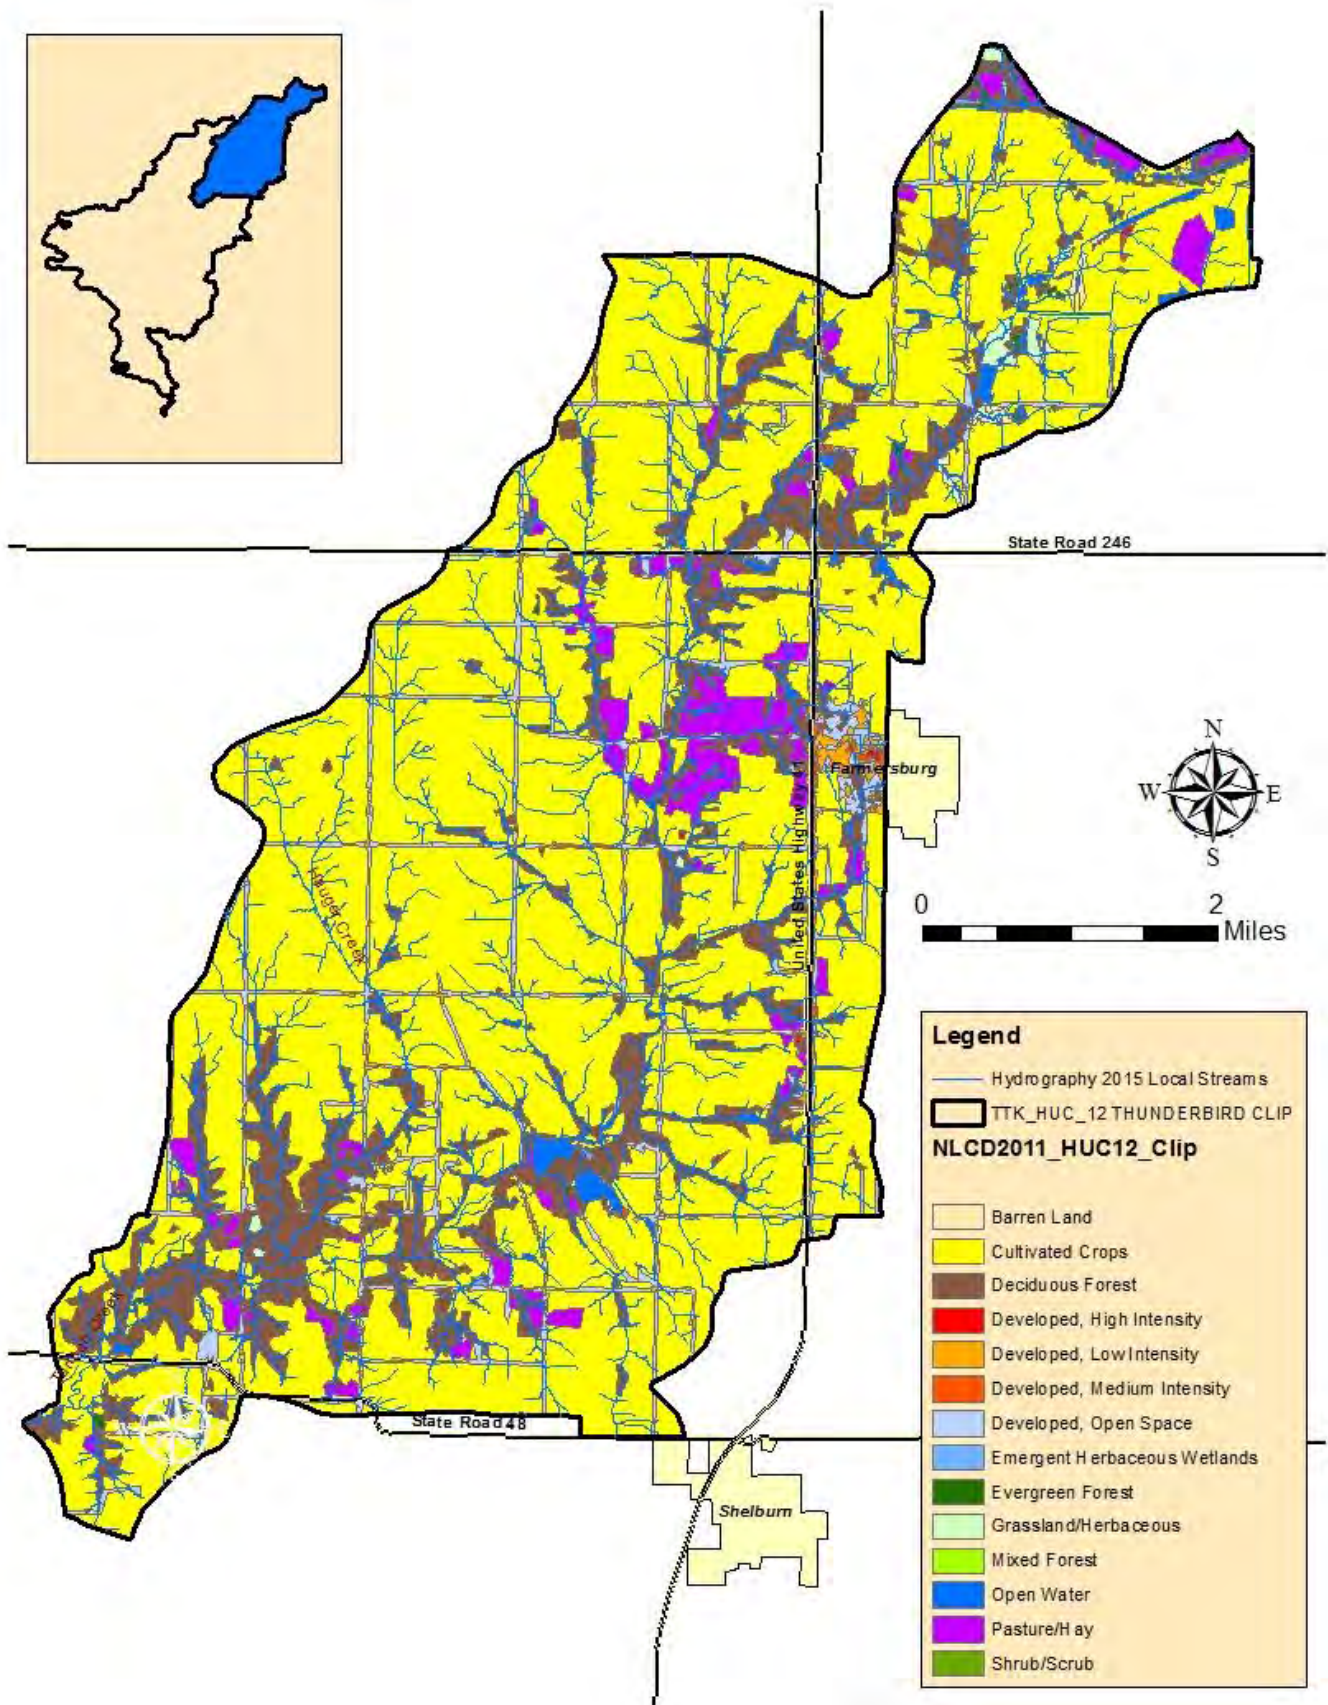 State Road 246
N
W
E
S
Farmersburg
United States Highway 41
Hauger Creek
0 2
Miles
Legend
Hydrography 2015 Local Streams
TTK_HUC_12 THUNDERBIRD CLIP
NLCD2011_HUC12_Clip
Barren Land
Cultivated Crops
Deciduous Forest
Developed, High Intensity
Developed, Low Intensity
Developed, Medium Intensity
Developed, Open Space
Emergent Herbaceous Wetlands
Evergreen Forest
Grassland/Herbaceous
Mixed Forest
Open Water
Pasture/Hay
Shrub/Scrub
Creek
State Road 48
Shelburn